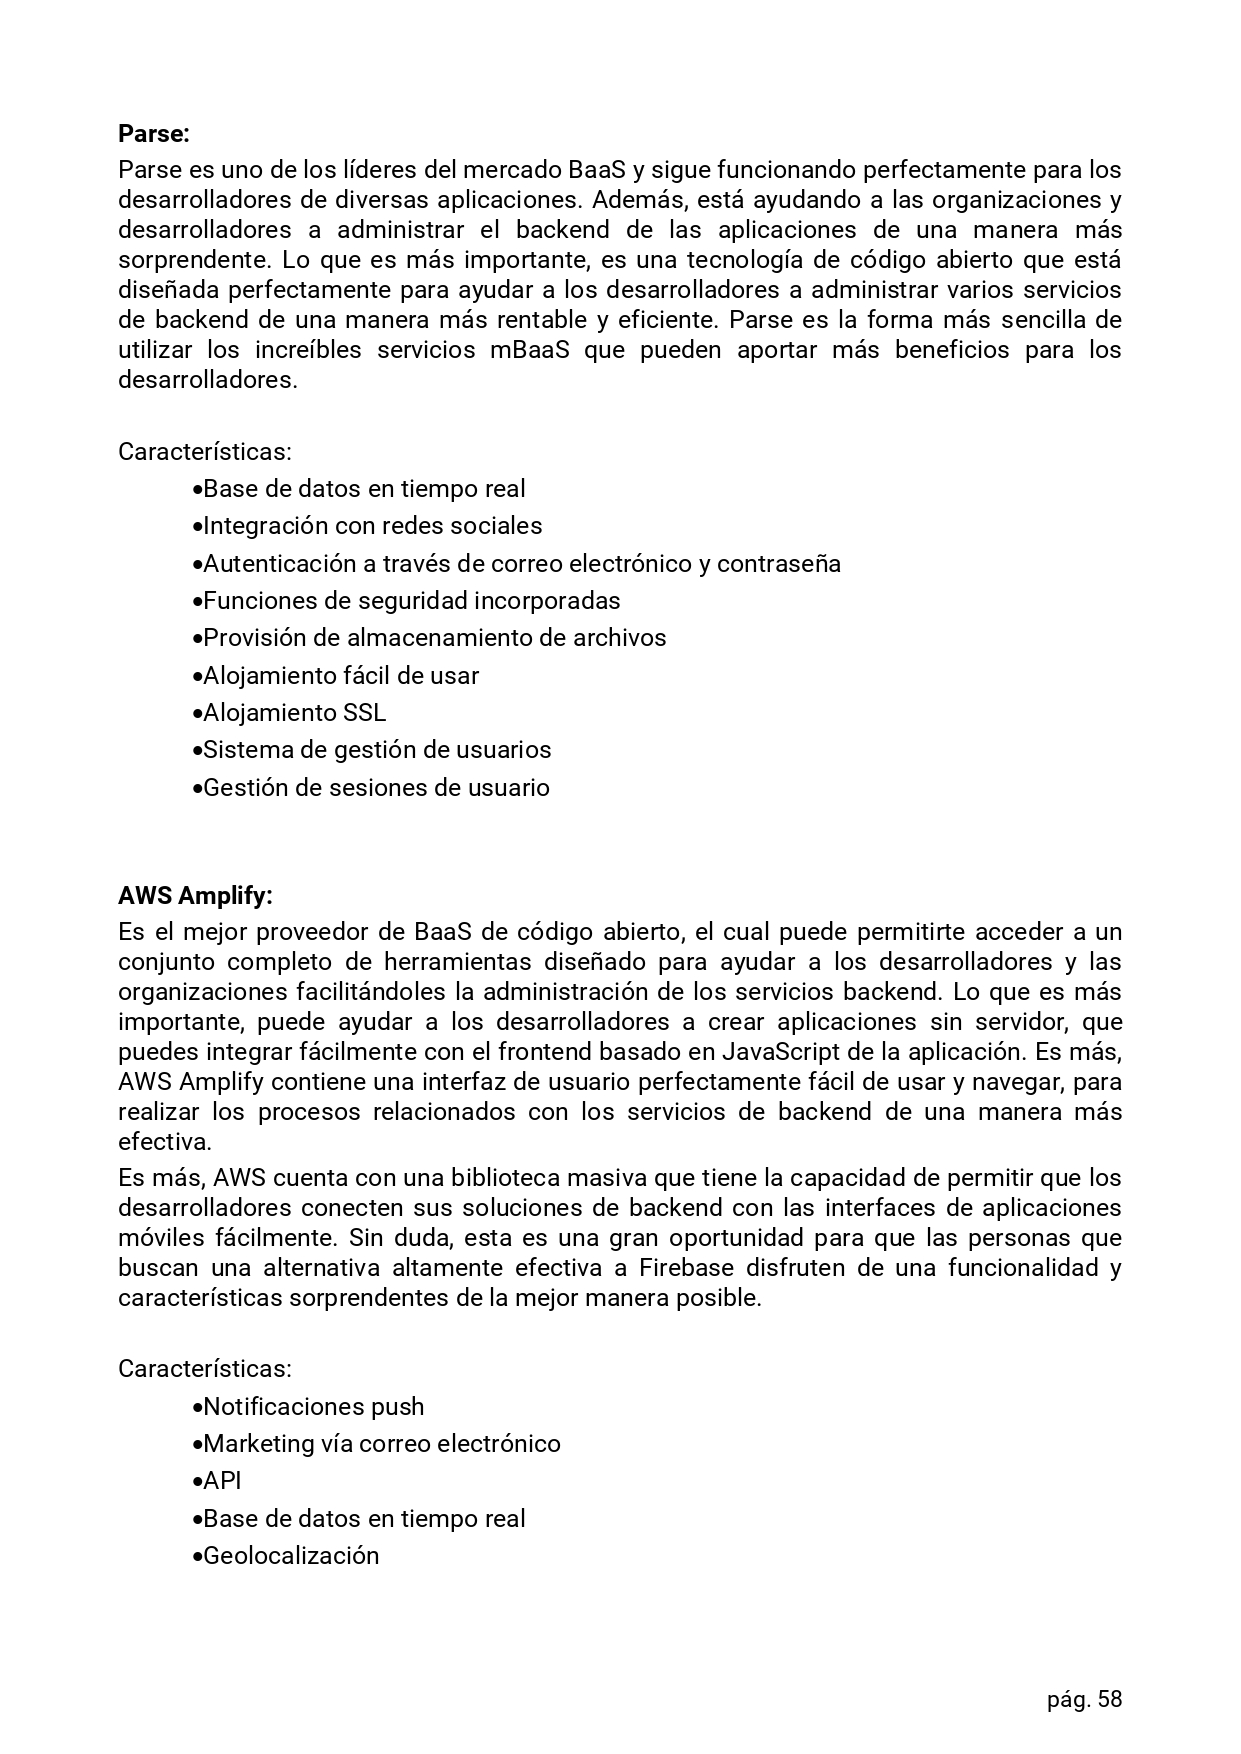 Parse:
Parse es uno de los líderes del mercado BaaS y sigue funcionando perfectamente para los
desarrolladores de diversas aplicaciones. Además, está ayudando a las organizaciones y
desarrolladores a administrar el backend de las aplicaciones de una manera más
sorprendente. Lo que es más importante, es una tecnología de código abierto que está
diseñada perfectamente para ayudar a los desarrolladores a administrar varios servicios
de backend de una manera más rentable y eficiente. Parse es la forma más sencilla de
utilizar los increíbles servicios mBaaS que pueden aportar más beneficios para los
desarrolladores.
Características:
•Base de datos en tiempo real
•Integración con redes sociales
•Autenticación a través de correo electrónico y contraseña
•Funciones de seguridad incorporadas
•Provisión de almacenamiento de archivos
•Alojamiento fácil de usar
•Alojamiento SSL
•Sistema de gestión de usuarios
•Gestión de sesiones de usuario
AWS Amplify:
Es el mejor proveedor de BaaS de código abierto, el cual puede permitirte acceder a un
conjunto completo de herramientas diseñado para ayudar a los desarrolladores y las
organizaciones facilitándoles la administración de los servicios backend. Lo que es más
importante, puede ayudar a los desarrolladores a crear aplicaciones sin servidor, que
puedes integrar fácilmente con el frontend basado en JavaScript de la aplicación. Es más,
AWS Amplify contiene una interfaz de usuario perfectamente fácil de usar y navegar, para
realizar los procesos relacionados con los servicios de backend de una manera más
efectiva.
Es más, AWS cuenta con una biblioteca masiva que tiene la capacidad de permitir que los
desarrolladores conecten sus soluciones de backend con las interfaces de aplicaciones
móviles fácilmente. Sin duda, esta es una gran oportunidad para que las personas que
buscan una alternativa altamente efectiva a Firebase disfruten de una funcionalidad y
características sorprendentes de la mejor manera posible.
Características:
•Notificaciones push
•Marketing vía correo electrónico
•API
•Base de datos en tiempo real
•Geolocalización
pág. 58